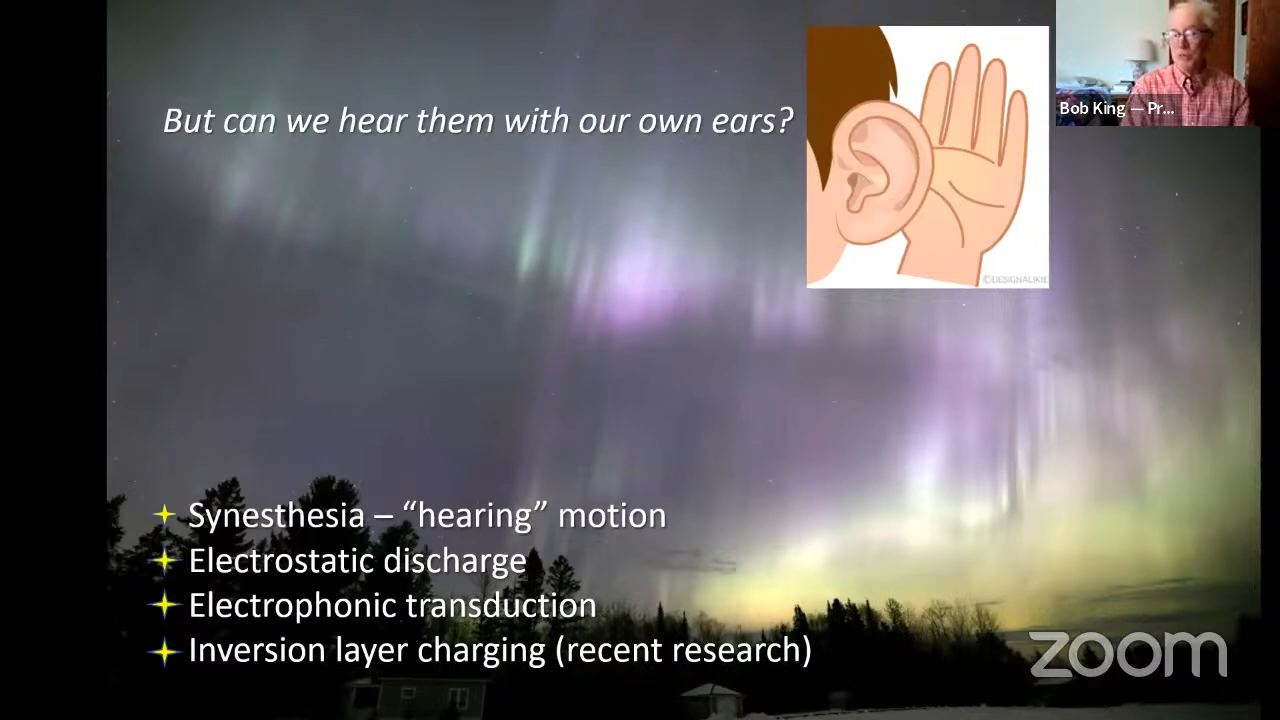 But can we hear them with our own ears?
©DESIGNALIKIE
Bob King — Pr...
Synesthesia – “hearing” motion
Electrostatic discharge
Electrophonic transduction
Inversion layer charging (recent research)
zoom